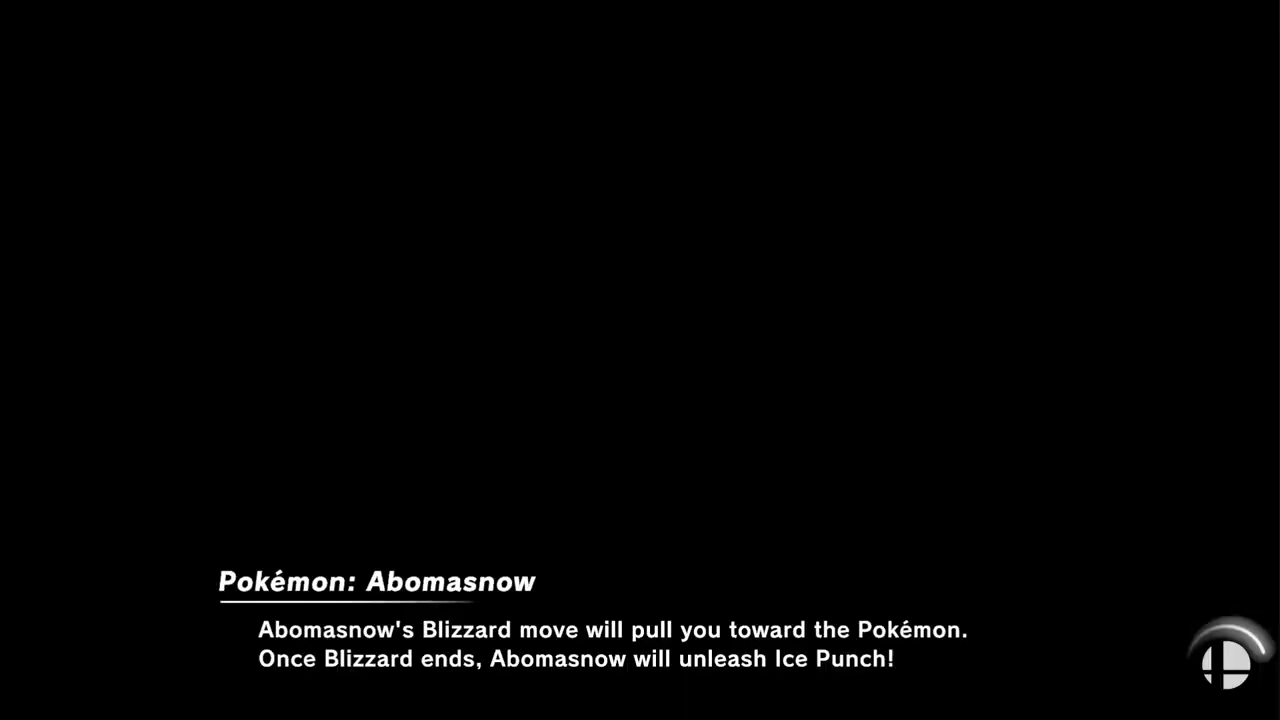 Pokémon: Abomasnow
Abomasnow's Blizzard move will pull you toward the Pokémon.
Once Blizzard ends, Abomasnow will unleash Ice Punch!